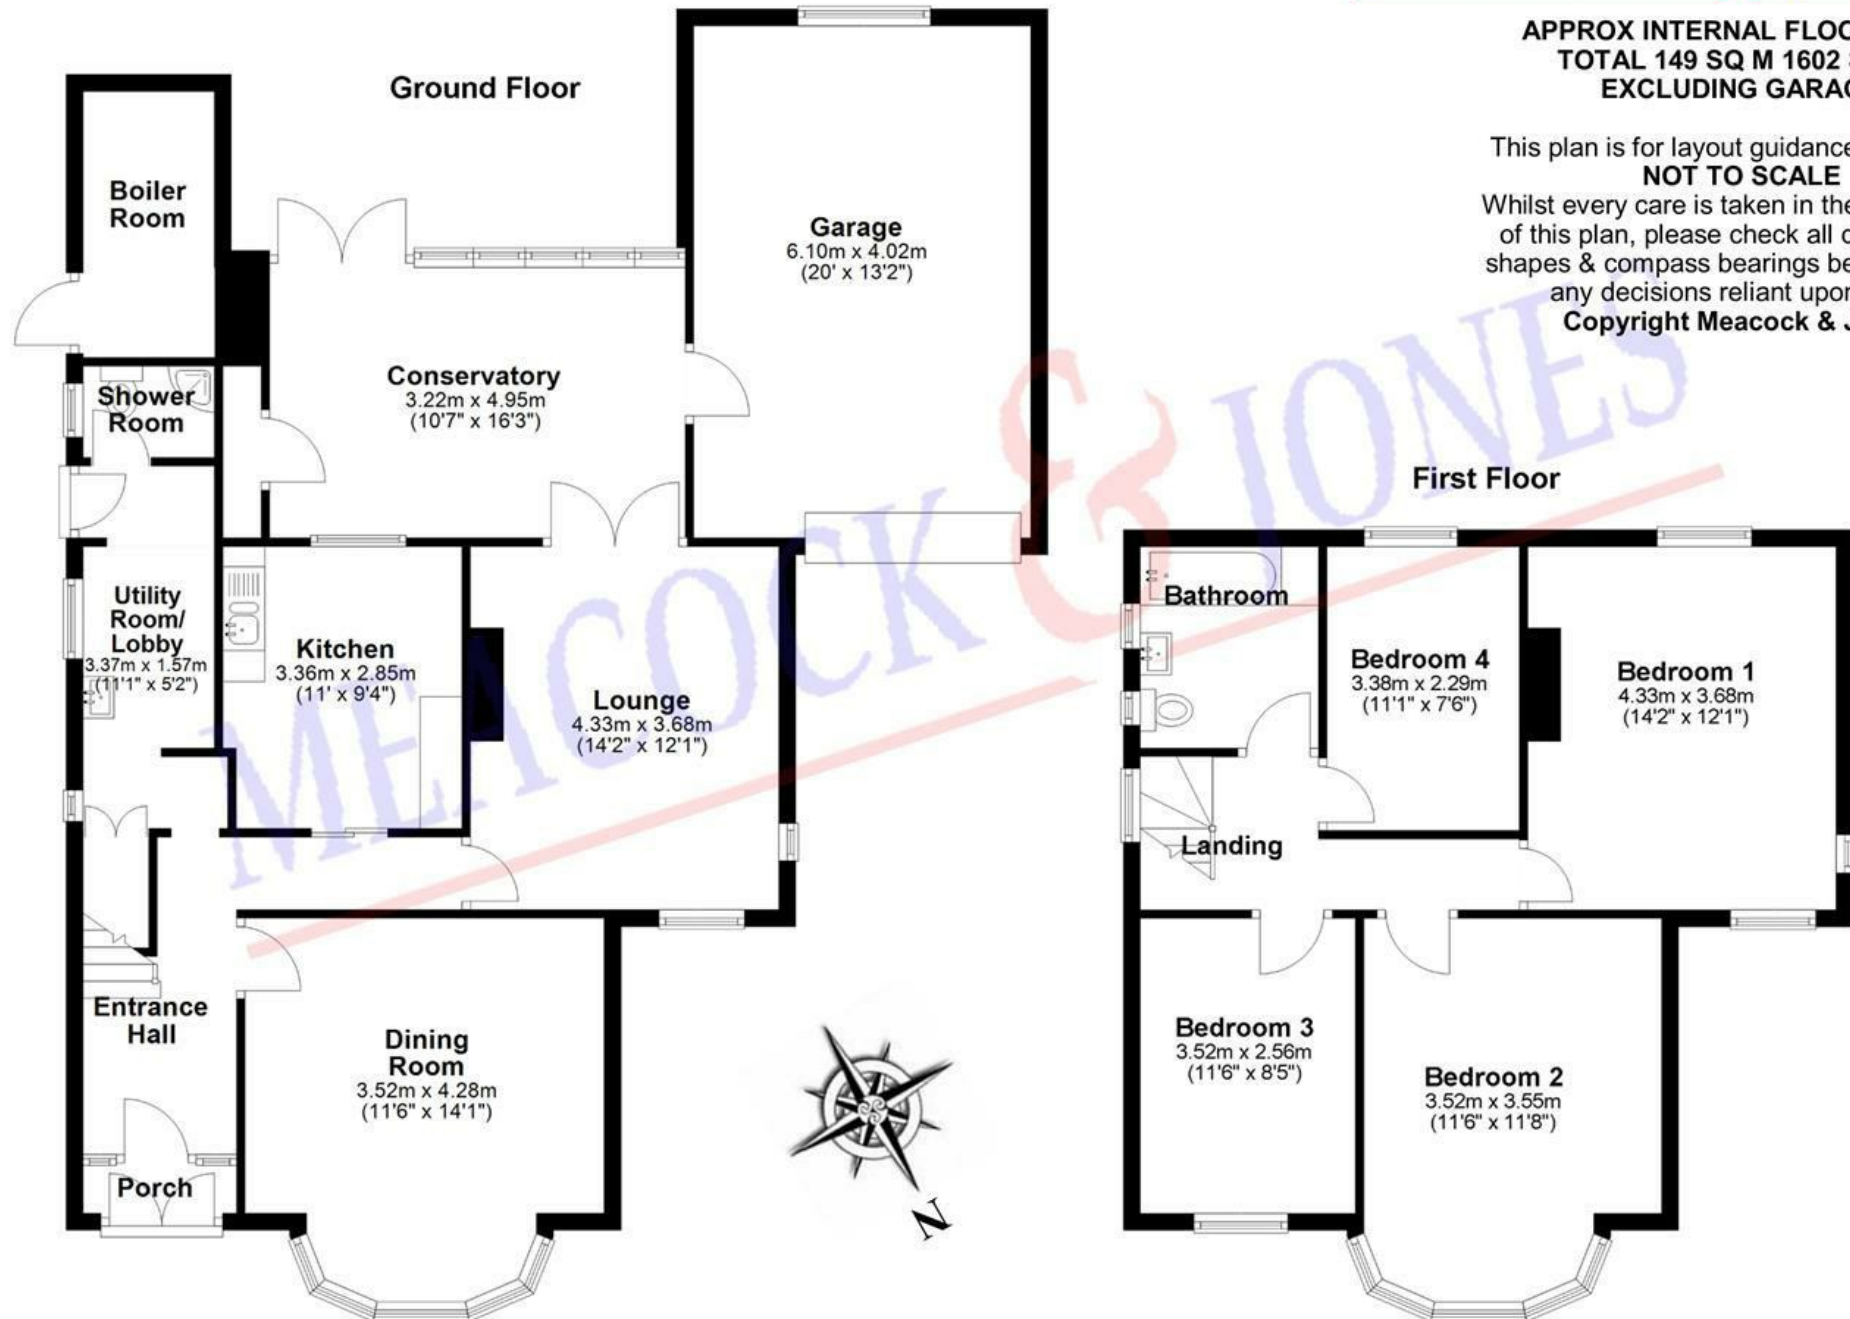 APPROX INTERNAL
TOTAL 149 SQ M 1602
EXCLUDING
This plan is for layout guidance
NOT TO SCALE
Whilst every care is taken in the
of this plan, please check all
shapes & compass bearings
any decisions reliant upon
Copyright Meacock &
Ground Floor
Boiler
Room
Garage
6.10m x 4.02m
(20' x 13'2")
Conservatory
3.22m x 4.95m
(10'7" x 16'3")
Shower
Room
Utility
Room/
Lobby
3.37m x 1.57m
(11'1" x 5'2")
Kitchen
3.36m x 2.85m
(11' x 9'4")
Lounge
4.33m x 3.68m
(14'2" x 12'1")
Entrance
Hall
Dining
Room
3.52m x 4.28m
(11'6" x 14'1")
Porch
N
First Floor
Bathroom
Bedroom 4
3.38m x 2.29m
(11'1" x 7'6")
Bedroom 1
4.33m x 3.68m
(14'2" x 12'1")
Landing
Bedroom 3
3.52m x 2.56m
(11'6" x 8'5")
Bedroom 2
3.52m x 3.55m
(11'6" x 11'8")
MEACOCK & JONES